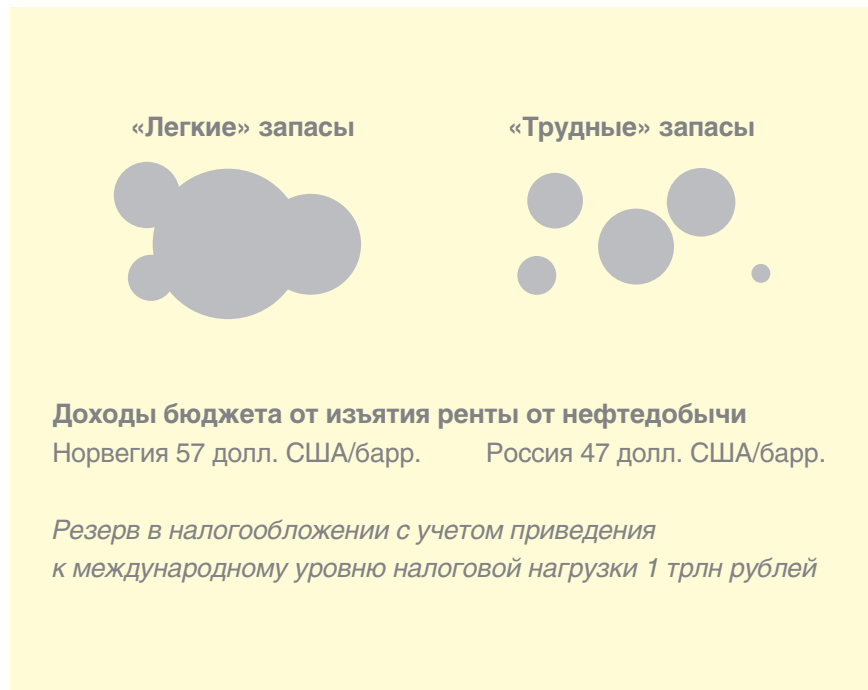 «Легкие» запасы
«Трудные» запасы
Доходы бюджета от изъятия ренты от нефтедобычи
Норвегия 57 долл. США/барр. Россия 47 долл. США/барр.
Резерв в налогообложении с учетом приведения
к международному уровню налоговой нагрузки 1 трлн рублей